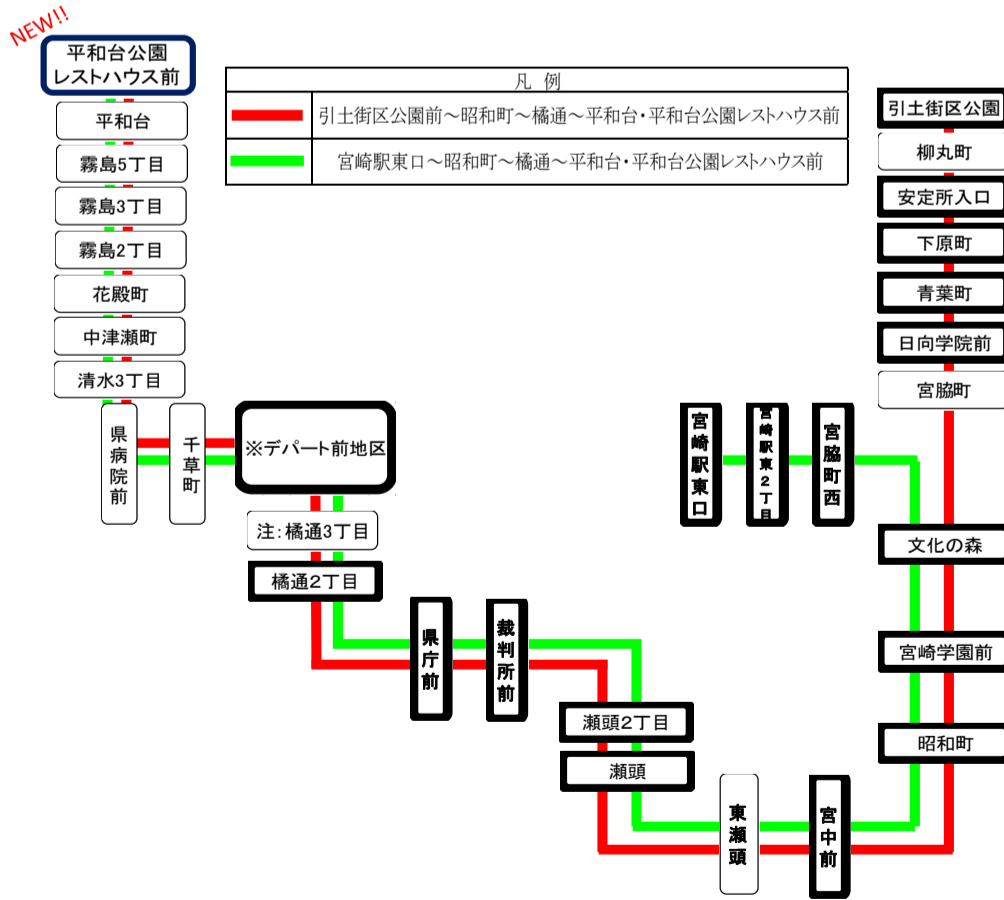 NEW!!
平和台公園
レストハウス前
平和台
霧島5丁目
霧島3丁目
霧島2丁目
花殿町
中津瀬町
清水3丁目
県病院前
千草町
※デパート前地区
注:橘通3丁目
橘通2丁目
県庁前
裁判所前
瀬頭2丁目
瀬頭
東瀬頭
宮中前
凡 例
引土街区公園前~昭和町~橘通~平和台・平和台公園レストハウス前
宮崎駅東口~昭和町~橘通~平和台・平和台公園レストハウス前
引土街区公園
柳丸町
安定所入口
下原町
青葉町
日向学院前
宮脇町
宮崎駅東口
宮崎駅東2丁目
宮脇町西
文化の森
宮崎学園前
昭和町